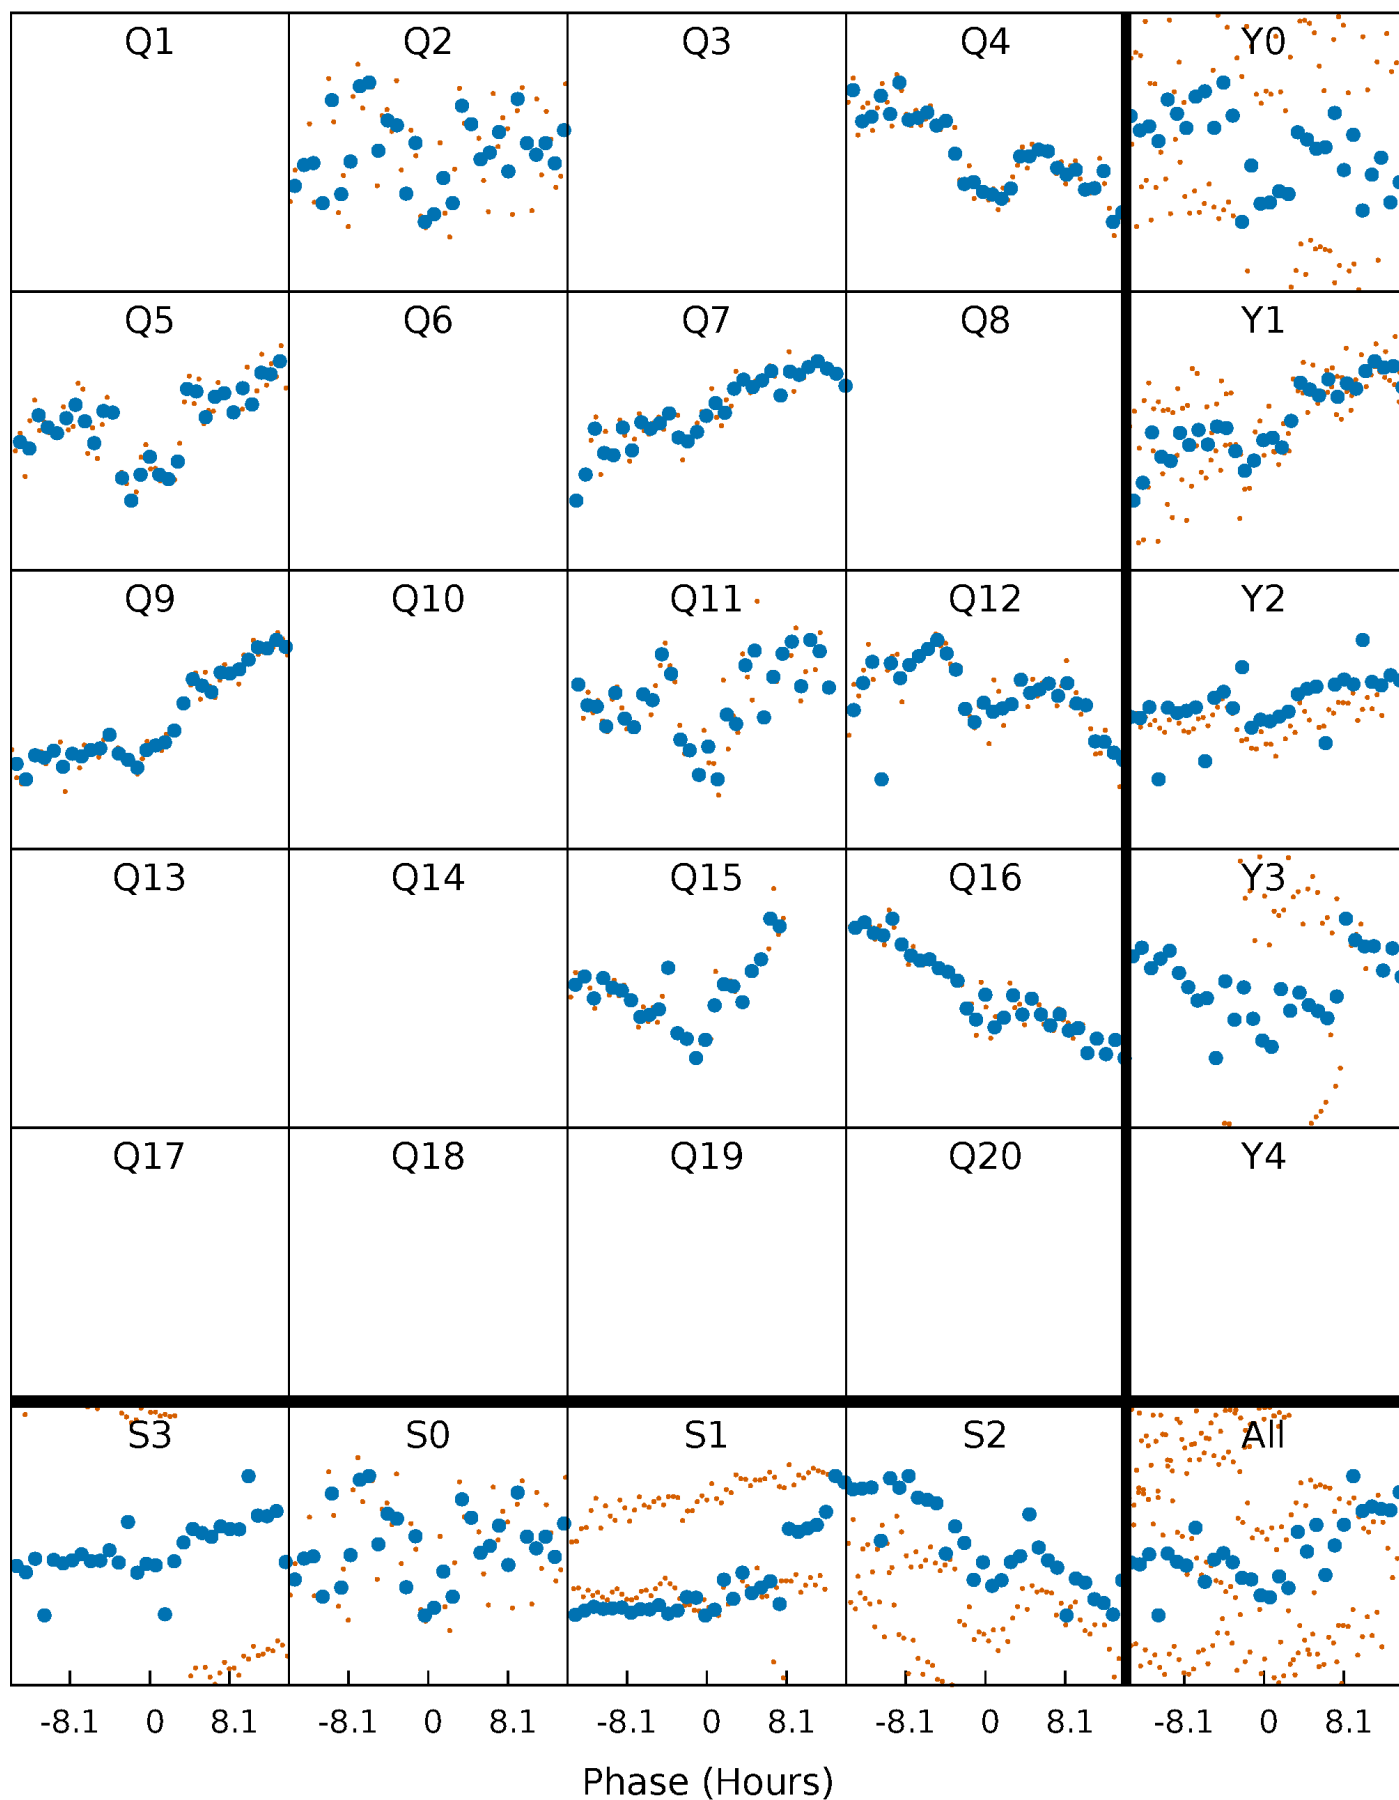 Q1 Q2 Q3 Q4 Y0
Q5 Q6 Q7 Q8 Y1
Q9 Q10 Q11 Q12 Y2
Q13 Q14 Q15 Q16 Y3
Q17 Q18 Q19 Q20 Y4
S3 S0 S1 S2 All
-8.1 0 8.1 -8.1 0 8.1 -8.1 0 8.1 -8.1 0 8.1 -8.1 0 8.1
Phase (Hours)